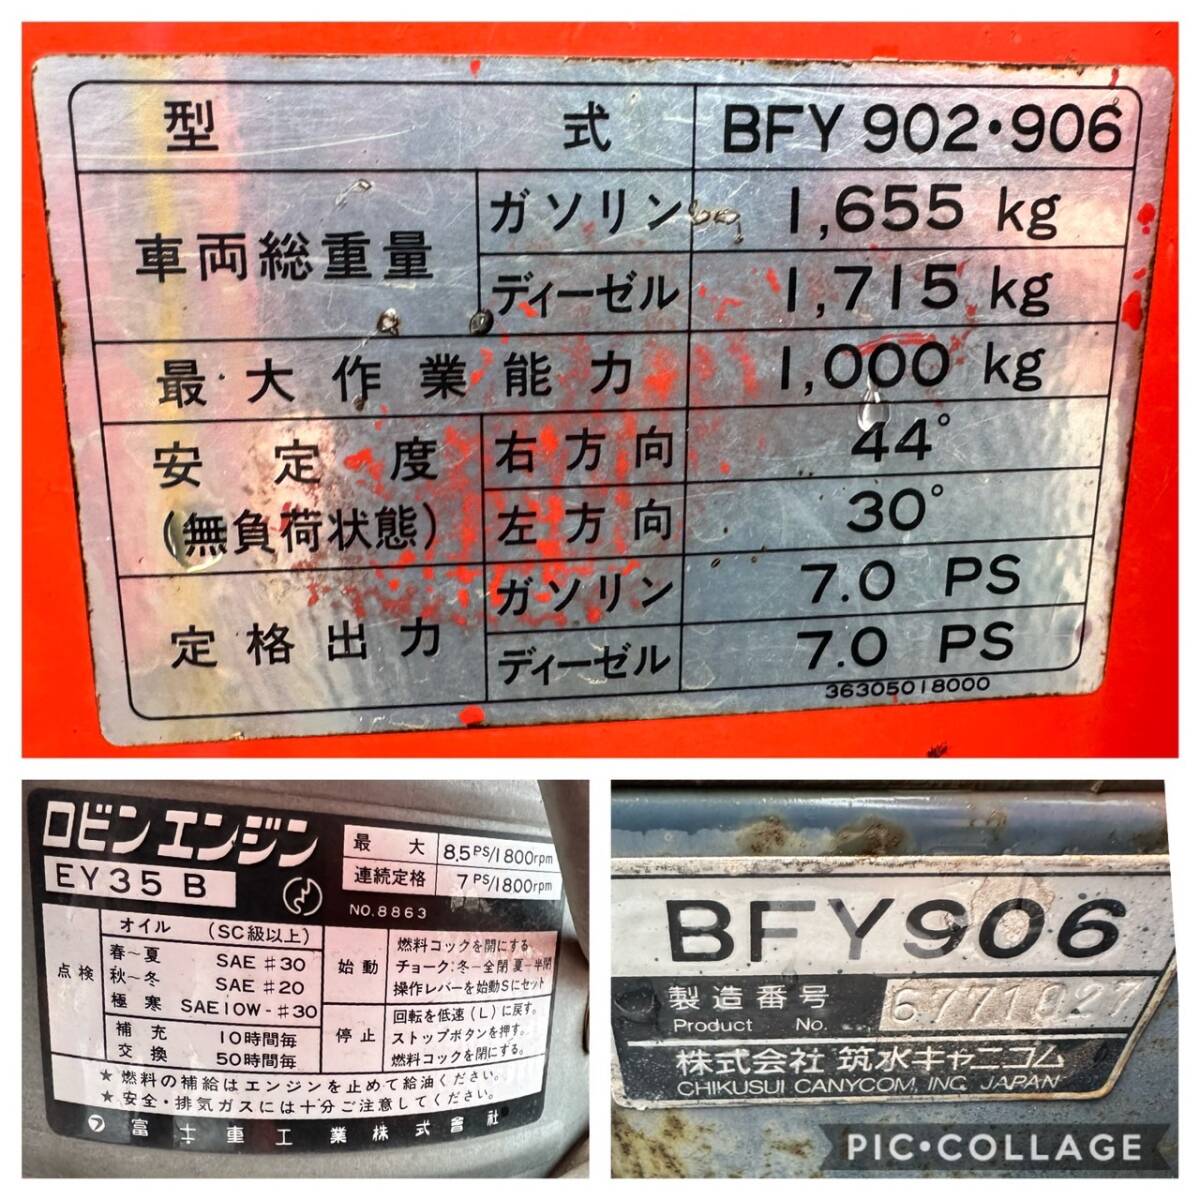 型式 BFY 902・906
車両総重量 ガソリン 1,655 kg
ディーゼル 1,715 kg
最大作業能力 1,000 kg
安定度 右方向 44°
(無負荷状態) 左方向 30°
定格出力 ガソリン 7.0 PS
ディーゼル 7.0 PS
36305018000
ロビンエンジン
EY35 B
最大 8.5PS/1800rpm
連続定格 7PS/1800rpm
NO.8863
点検
オイル (SC級以上)
春〜夏 SAE #30
秋〜冬 SAE #20
極寒 SAE10W-#30
補充 10時間毎
交換 50時間毎
始動
燃料コックを開にする
チョーク:冬−全閉 夏−半閉
操作レバーを始動Sにセット
停止
回転を低速(L)に戻す。
ストップボタンを押す。
燃料コックを閉にする。
★燃料の補給はエンジンを止めて給油ください。
★安全・排気ガスには十分ご注意してください。
富士重工業株式會社
BFY906
製造番号 6771027
Product No.
株式会社 筑水キャニコム
CHIKUSUI CANYCOM, INC. JAPAN
PIC•COLLAGE